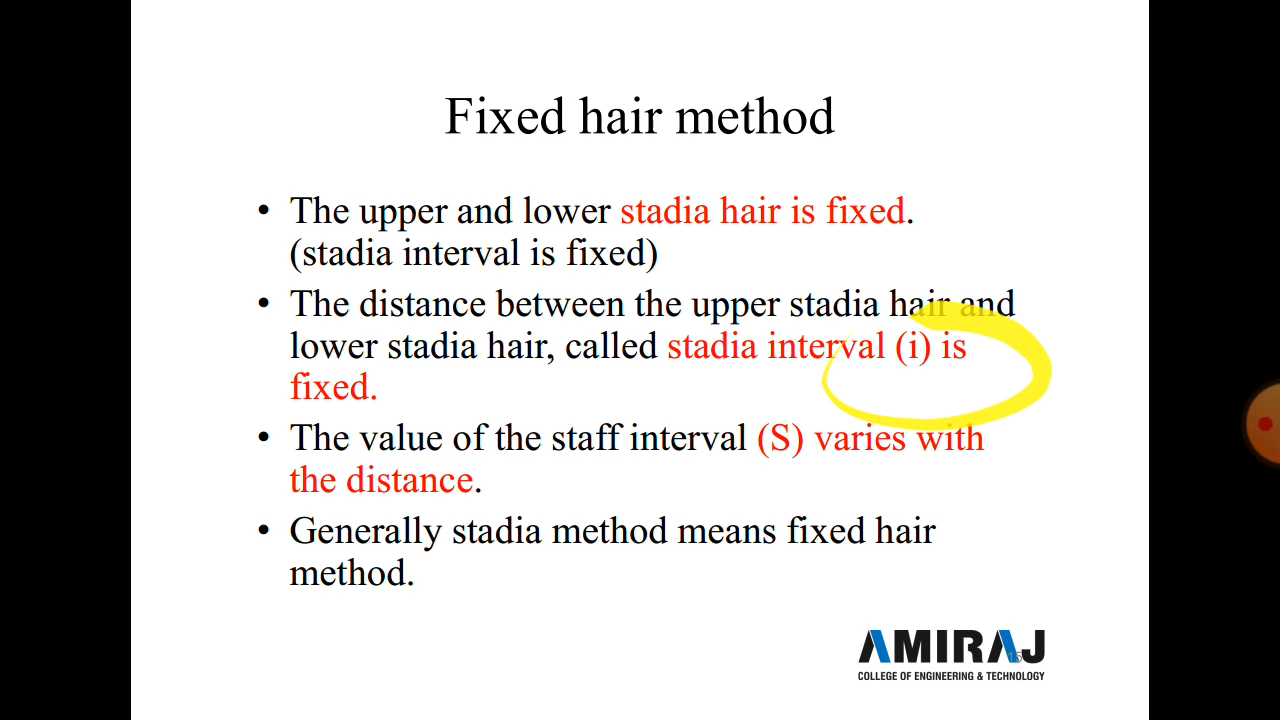 Fixed hair method
• The upper and lower stadia hair is fixed.
(stadia interval is fixed)
• The distance between the upper stadia hair and
lower stadia hair, called stadia interval (i) is
fixed.
• The value of the staff interval (S) varies with
the distance.
• Generally stadia method means fixed hair
method.
AMIRAJ
15
COLLEGE OF ENGINEERING & TECHNOLOGY